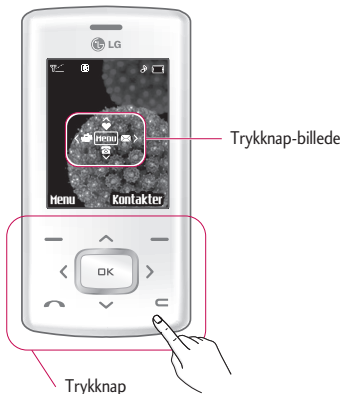 LG
Trykknap-billede
Menu
Menu Kontakter
OK
Trykknap